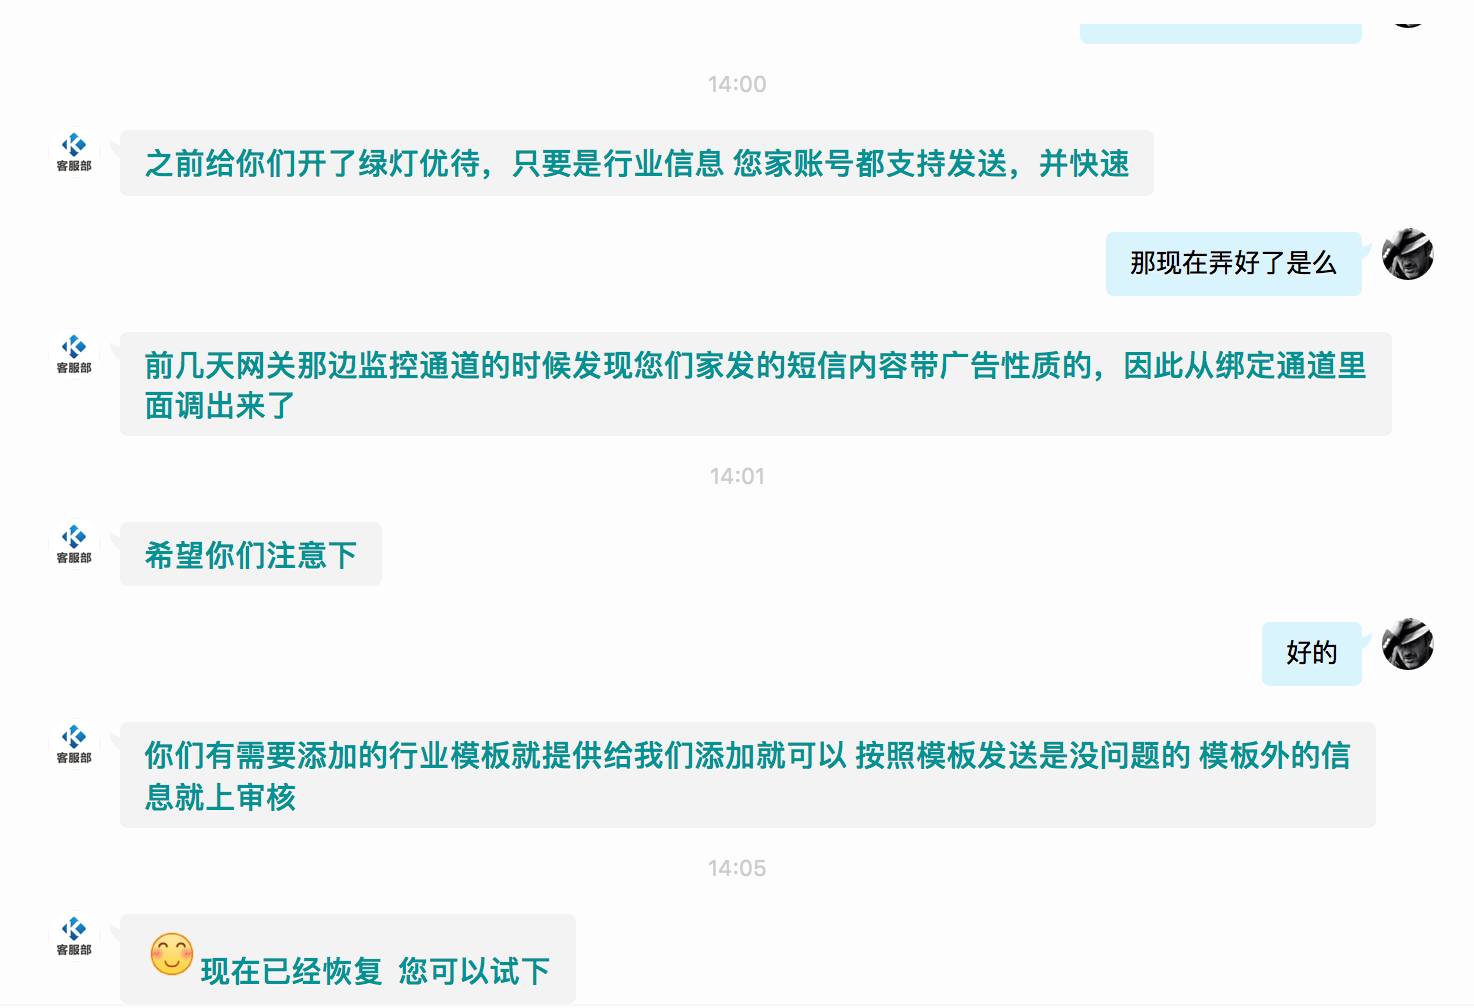 14:00
客服部
之前给你们开了绿灯优待，只要是行业信息 您家账号都支持发送，并快速
那现在弄好了是么
客服部
前几天网关那边监控通道的时候发现您们家发的短信内容带广告性质的，因此从绑定通道里
面调出来了
14:01
客服部
希望你们注意下
好的
客服部
你们有需要添加的行业模板就提供给我们添加就可以 按照模板发送是没问题的 模板外的信
息就上审核
14:05
客服部
现在已经恢复 您可以试下